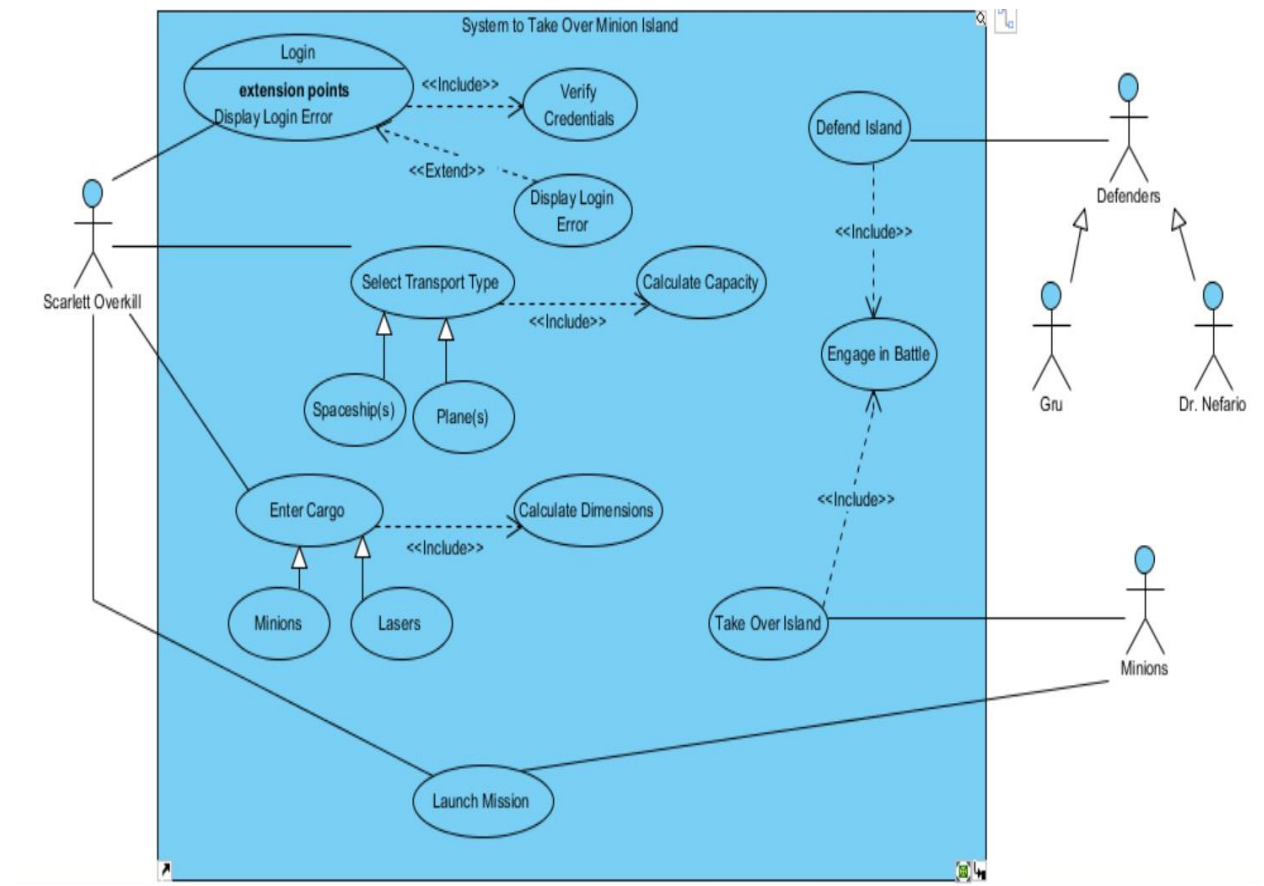 System to Take Over Minion Island
Login
extension points
Display Login Error
<<Include>>
Verify
Credentials
<<Extend>>
Display Login
Error
Defend Island
<<Include>>
Defenders
Scarlett Overkill
Select Transport Type
<<Include>>
Calculate Capacity
Engage in Battle
Spaceship(s)
Plane(s)
Gru
Dr. Nefario
Enter Cargo
<<Include>>
Calculate Dimensions
<<Include>>
Minions
Lasers
Take Over Island
Minions
Launch Mission